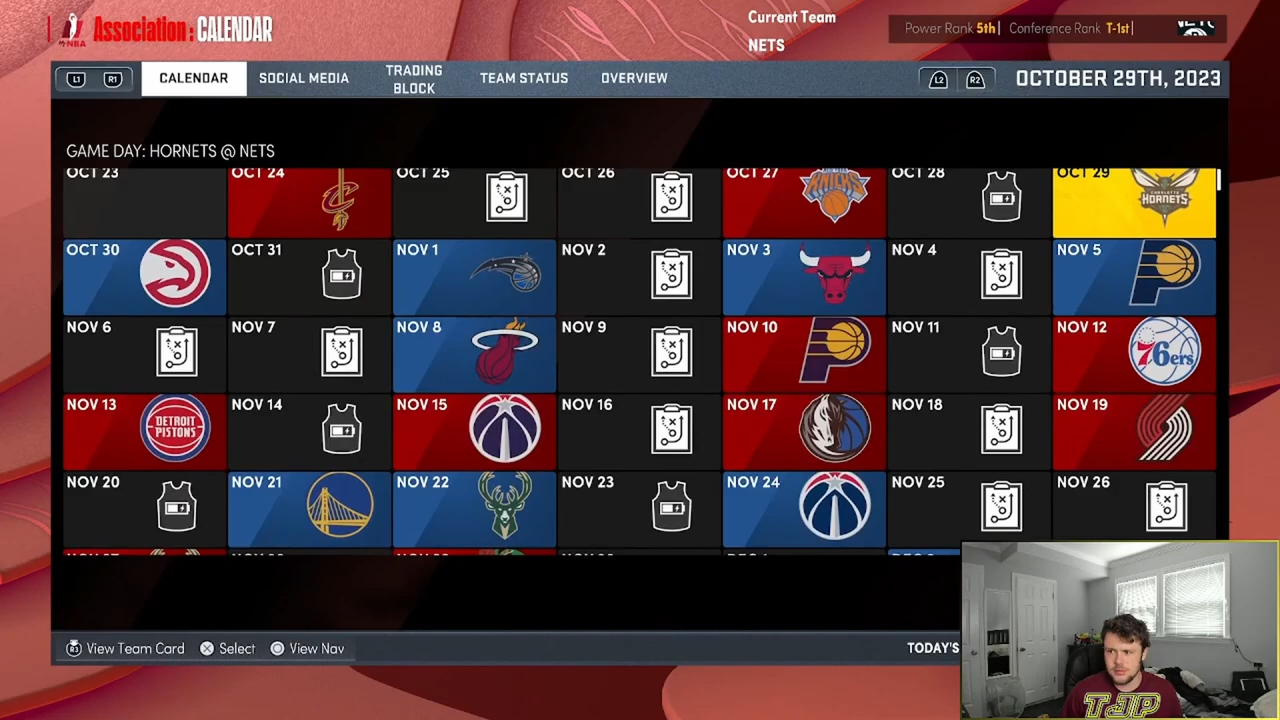 MyNBA
Association: CALENDAR
Current Team
NETS
Power Rank 5th| Conference Rank T-1st|
L1 R1 CALENDAR SOCIAL MEDIA TRADING BLOCK TEAM STATUS OVERVIEW L2 R2 OCTOBER 29TH, 2023
GAME DAY: HORNETS @ NETS
OCT 23 OCT 24 OCT 25 OCT 26 OCT 27 OCT 28 OCT 29
KNICKS
CHARLOTTE
HORNETS
OCT 30 OCT 31 NOV 1 NOV 2 NOV 3 NOV 4 NOV 5
NOV 6 NOV 7 NOV 8 NOV 9 NOV 10 NOV 11 NOV 12
76ers
NOV 13 NOV 14 NOV 15 NOV 16 NOV 17 NOV 18 NOV 19
DETROIT
PISTONS
NOV 20 NOV 21 NOV 22 NOV 23 NOV 24 NOV 25 NOV 26
R3 View Team Card Select View Nav TODAY'S
TJP